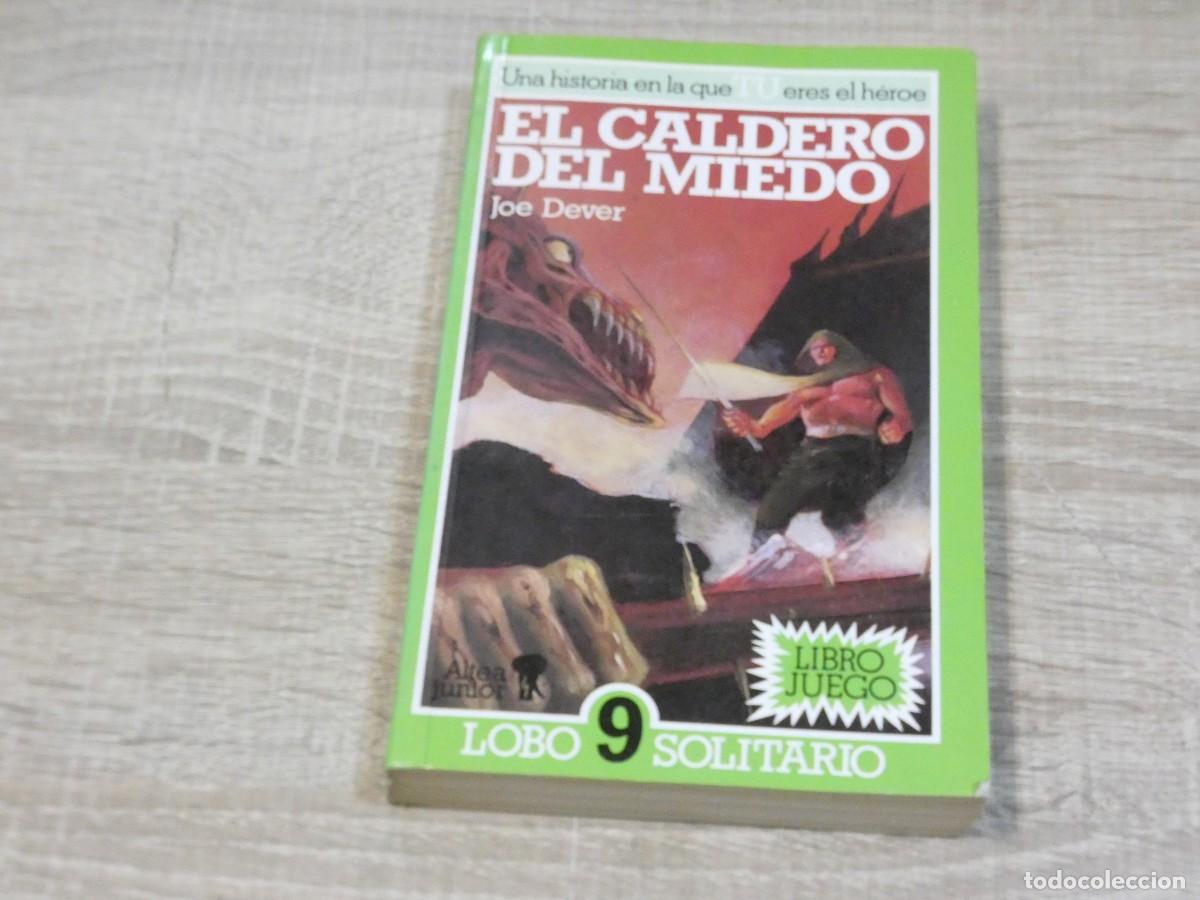 Una historia en la que TU eres el héroe
EL CALDERO
DEL MIEDO
Joe Dever
LIBRO
JUEGO
Altea
junior
LOBO 9 SOLITARIO
todocoleccion